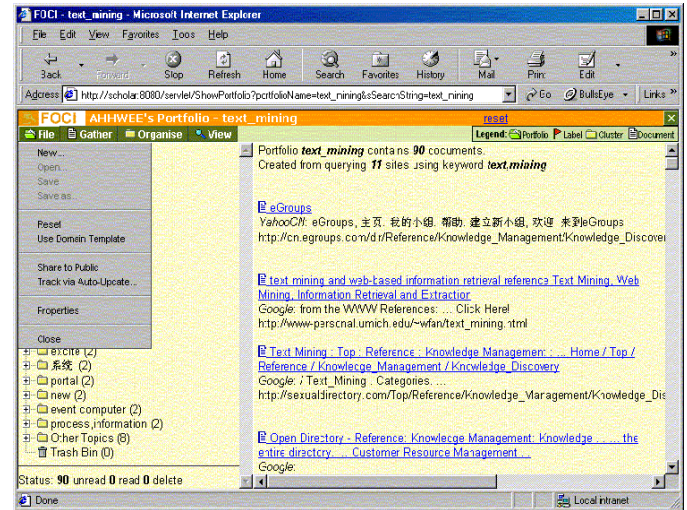 FOCI - text_mining - Microsoft Internet Explorer
File Edit View Favorites Tools Help
Back Forward Stop Refresh Home Search Favorites History Mail Print Edit
Address http://scholar:8080/servlet/ShowPortfolio?portfolioName=text_mining&sSearchString=text_mining Go BullsEye Links
FOCI AHHWEE's Portfolio - text_mining reset
File Gather Organise View Legend: Portfolio Label Cluster Document
New...
Open...
Save
Save as...
Reset
Use Domain Template
Share to Public
Track via Auto-Update...
Properties
Close
excite (2)
系统 (2)
portal (2)
new (2)
event computer (2)
process,information (2)
Other Topics (8)
Trash Bin (0)
Status: 90 unread 0 read 0 delete
Portfolio text_mining contains 90 documents.
Created from querying 11 sites using keyword text,mining
eGroups
YahooCN: eGroups, 主页. 我的小组. 帮助. 建立新小组, 欢迎 来到eGroups
http://cn.egroups.com/dir/Reference/Knowledge_Management/Knowledge_Discover
text mining and web-based information retrieval reference Text Mining, Web
Mining, Information Retrieval and Extraction
Google: from the WWW References: ... Click Here!
http://www-personal.umich.edu/~wfan/text_mining.html
Text Mining : Top : Reference : Knowledge Management : ... Home / Top /
Reference / Knowledge_Management / Knowledge_Discovery
Google: / Text_Mining . Categories. ...
http://sexualdirectory.com/Top/Reference/Knowledge_Management/Knowledge_Dis
Open Directory - Reference: Knowledge Management: Knowledge . ... the
entire directory. ... Customer Resource Management . .
Google:
Done Local intranet